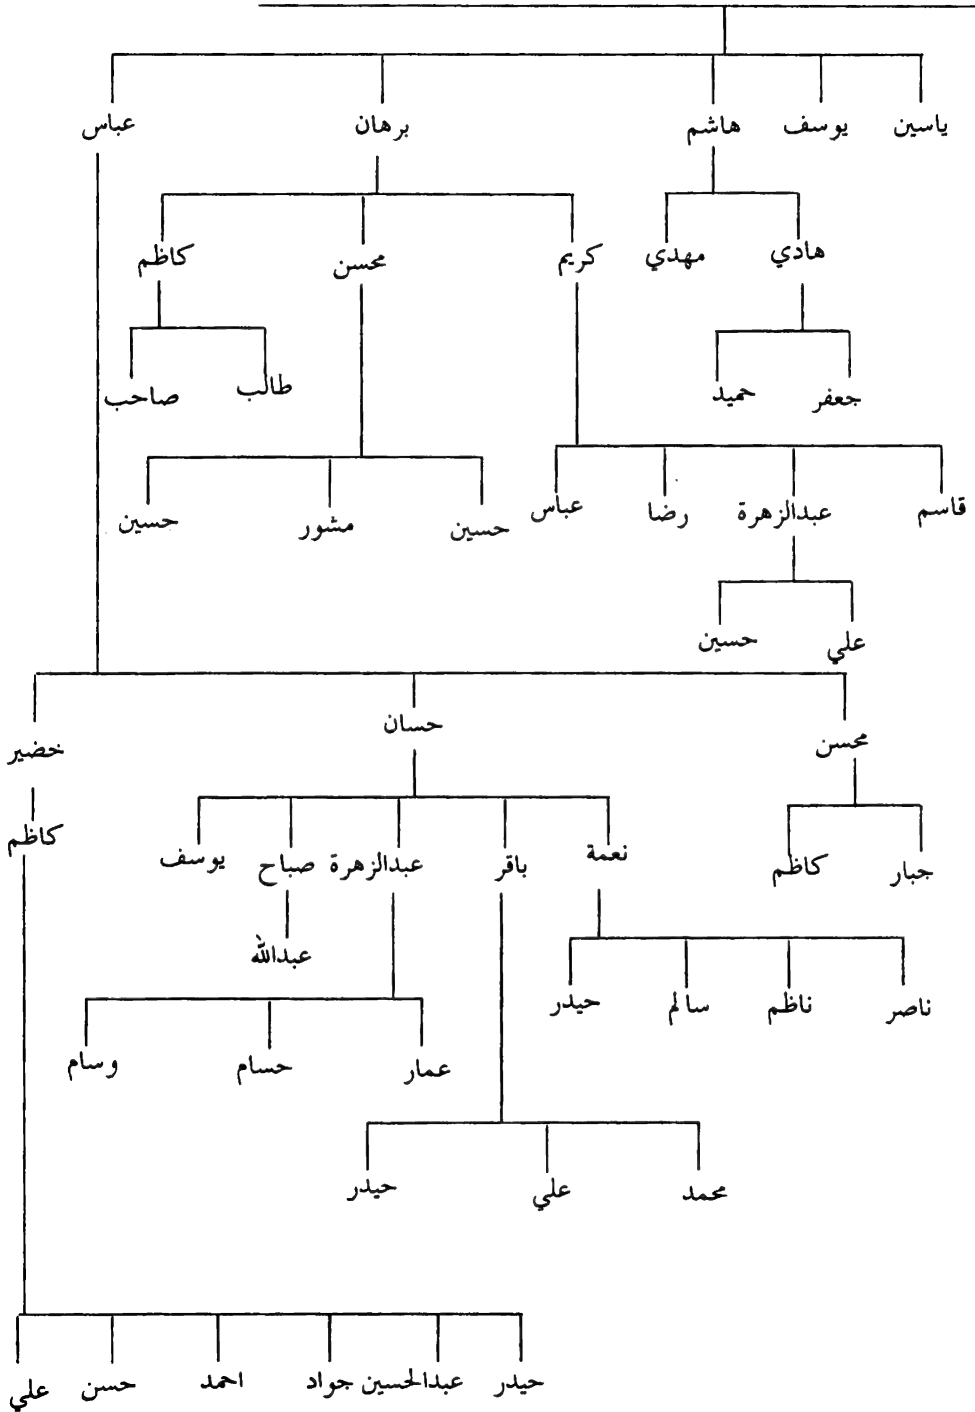 ياسين يوسف هاشم برهان عباس
هادي مهدي كريم محسن كاظم
جعفر حميد طالب صاحب
قاسم عبدالزهرة رضا عباس حسين مشور حسين
علي حسين
محسن حسان خضير
جبار كاظم نعمة باقر عبدالزهرة صباح يوسف كاظم
عبدالله
ناصر ناظم سالم حيدر
عمار حسام وسام
محمد علي حيدر
حيدر عبدالحسين جواد احمد حسن علي